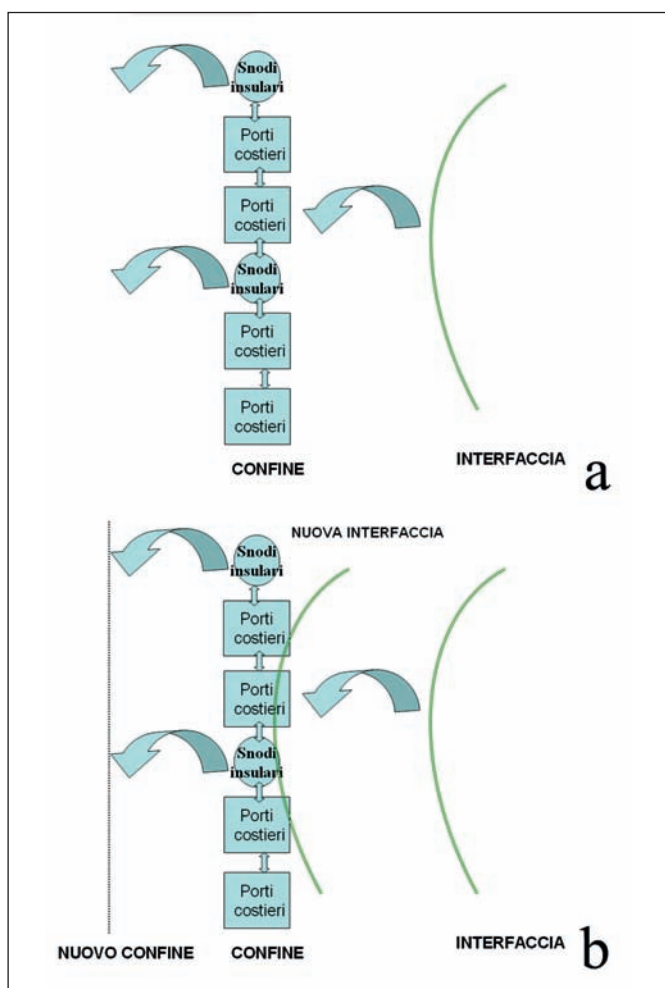 Snodi
insulari
Porti
costieri
Porti
costieri
Snodi
insulari
Porti
costieri
Porti
costieri
CONFINE
INTERFACCIA
a
NUOVA INTERFACCIA
Snodi
insulari
Porti
costieri
Porti
costieri
Snodi
insulari
Porti
costieri
Porti
costieri
NUOVO CONFINE
CONFINE
INTERFACCIA
b